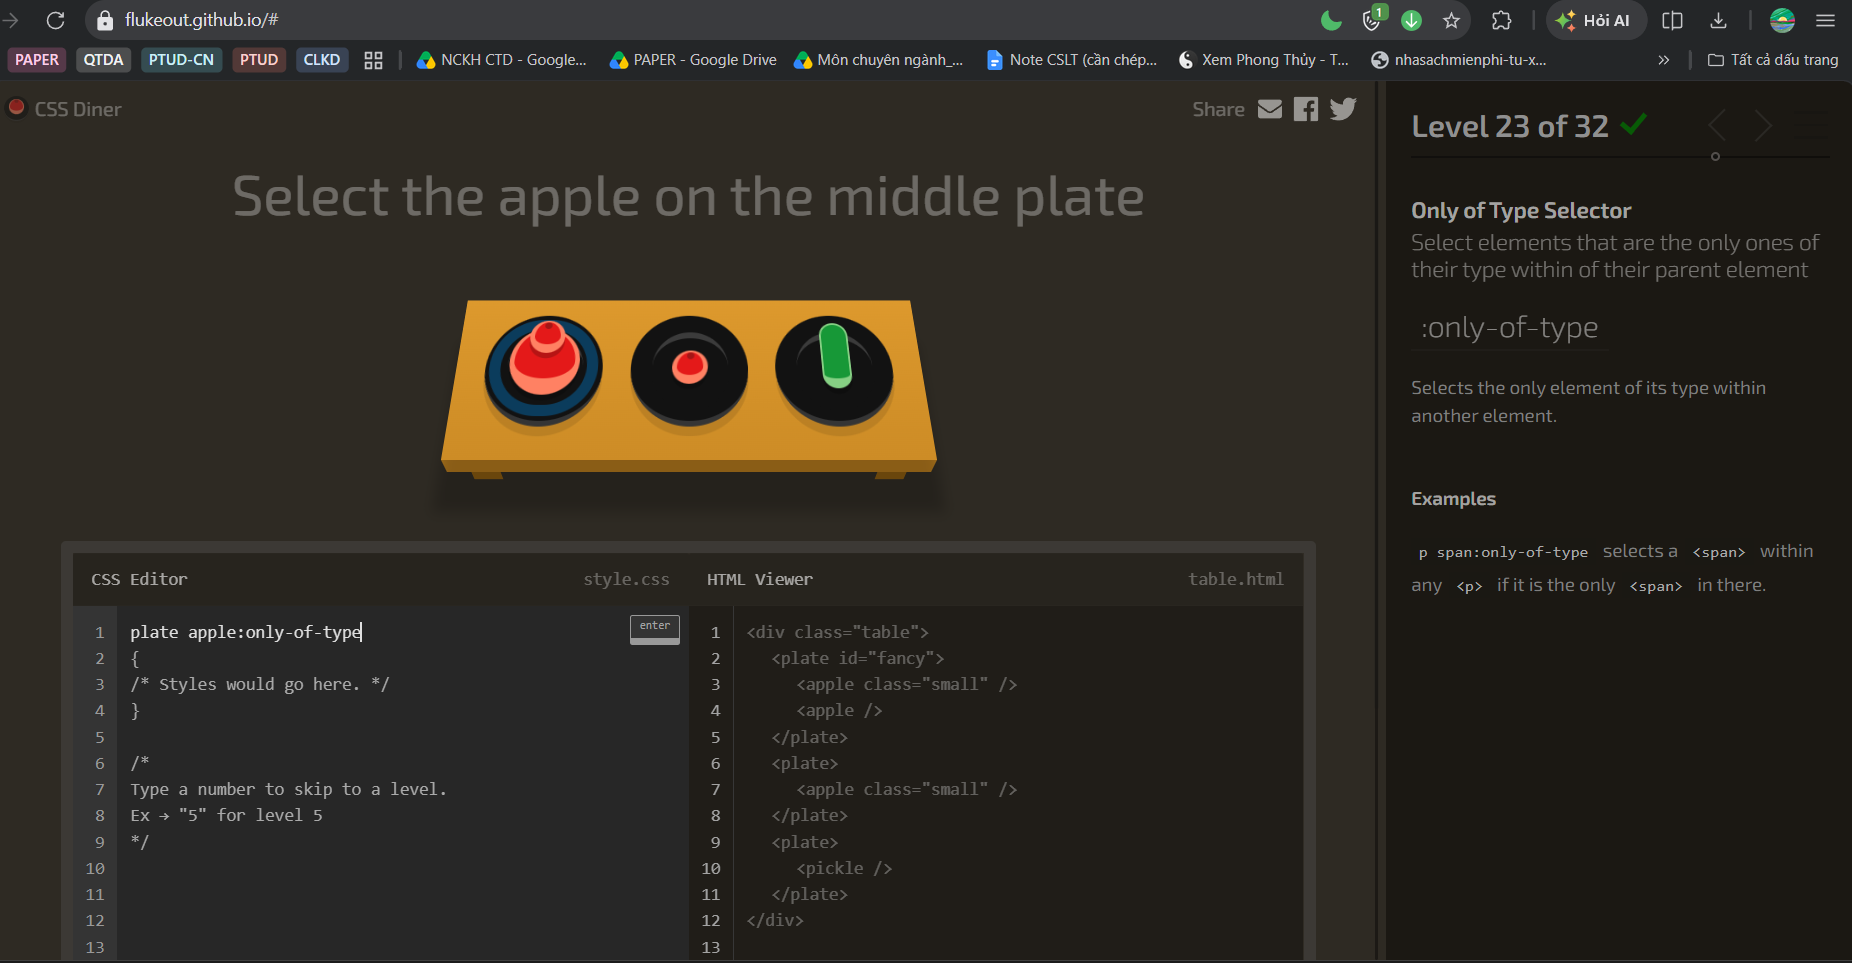 flukeout.github.io/#
1
Hỏi AI
PAPER
QTDA
PTUD-CN
PTUD
CLKD
NCKH CTD - Google...
PAPER - Google Drive
Môn chuyên ngành_...
Note CSLT (cần chép...
Xem Phong Thủy - T...
nhasachmienphi-tu-x...
»
Tất cả dấu trang
CSS Diner
Share
Select the apple on the middle plate
CSS Editor
style.css
HTML Viewer
table.html
1 plate apple:only-of-type
enter
2 {
3 /* Styles would go here. */
4 }
5
6 /*
7 Type a number to skip to a level.
8 Ex → "5" for level 5
9 */
10
11
12
13
1 <div class="table">
2 <plate id="fancy">
3 <apple class="small" />
4 <apple />
5 </plate>
6 <plate>
7 <apple class="small" />
8 </plate>
9 <plate>
10 <pickle />
11 </plate>
12 </div>
13
Level 23 of 32
Only of Type Selector
Select elements that are the only ones of
their type within of their parent element
:only-of-type
Selects the only element of its type within
another element.
Examples
p span:only-of-type selects a <span> within
any <p> if it is the only <span> in there.